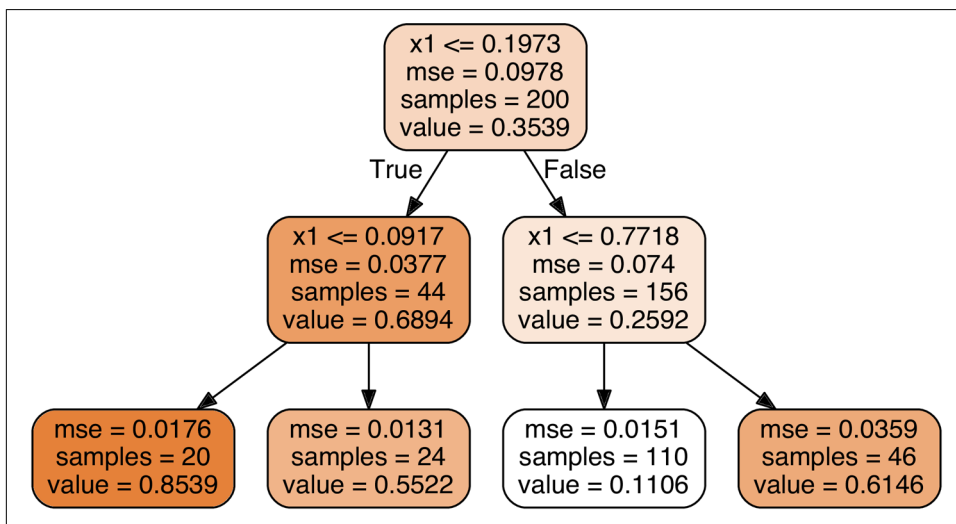 x1 <= 0.1973
mse = 0.0978
samples = 200
value = 0.3539
True
False
x1 <= 0.0917
mse = 0.0377
samples = 44
value = 0.6894
x1 <= 0.7718
mse = 0.074
samples = 156
value = 0.2592
mse = 0.0176
samples = 20
value = 0.8539
mse = 0.0131
samples = 24
value = 0.5522
mse = 0.0151
samples = 110
value = 0.1106
mse = 0.0359
samples = 46
value = 0.6146